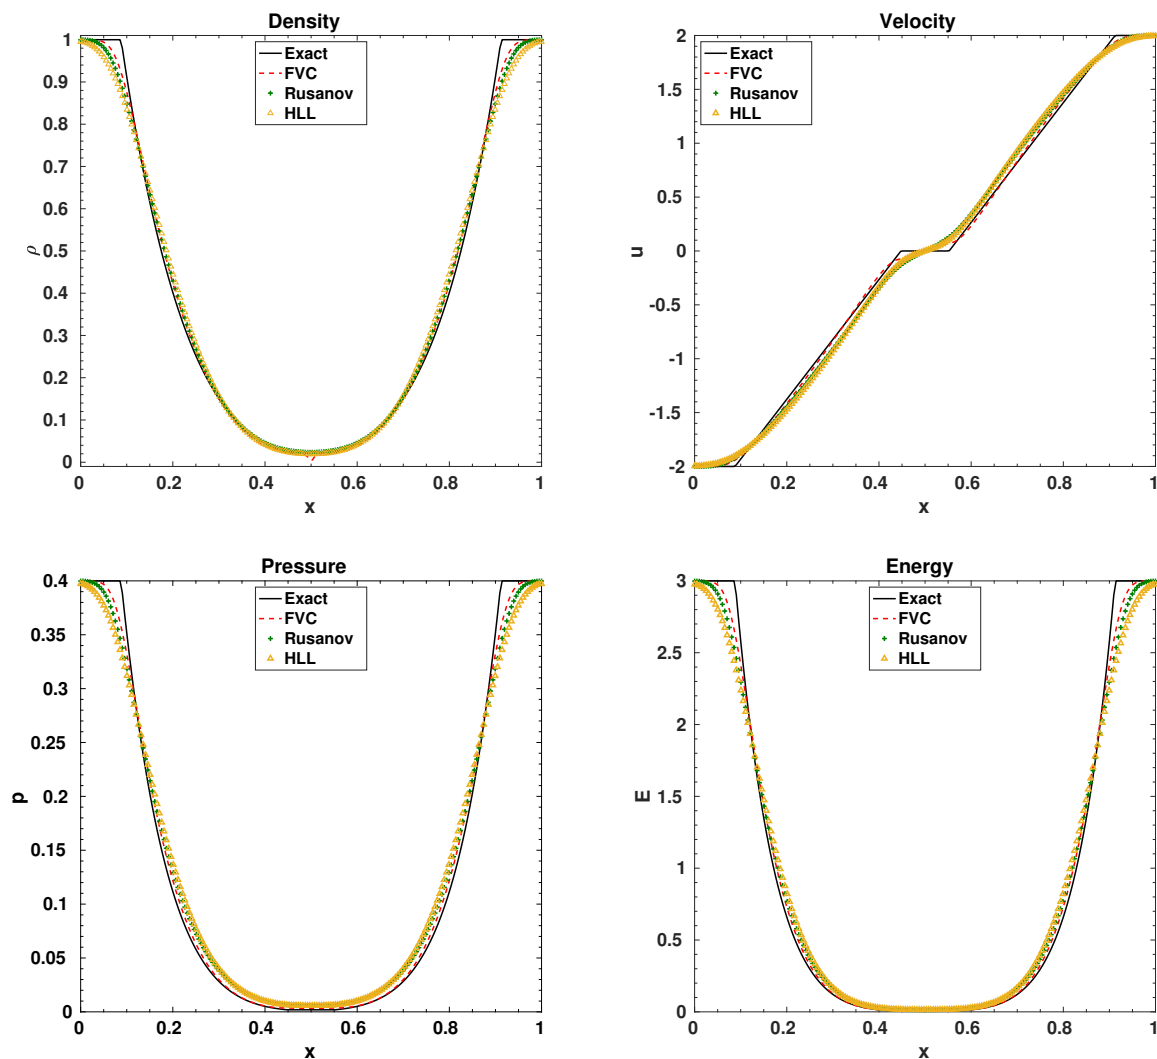 Density
1
0.9
0.8
0.7
0.6
0.5
0.4
0.3
0.2
0.1
0
ρ
Exact
FVC
Rusanov
HLL
0 0.2 0.4 0.6 0.8 1
x
Velocity
2
1.5
1
0.5
0
-0.5
-1
-1.5
-2
u
Exact
FVC
Rusanov
HLL
0 0.2 0.4 0.6 0.8 1
x
Pressure
0.4
0.35
0.3
0.25
0.2
0.15
0.1
0.05
0
p
Exact
FVC
Rusanov
HLL
0 0.2 0.4 0.6 0.8 1
x
Energy
3
2.5
2
1.5
1
0.5
0
E
Exact
FVC
Rusanov
HLL
0 0.2 0.4 0.6 0.8 1
x